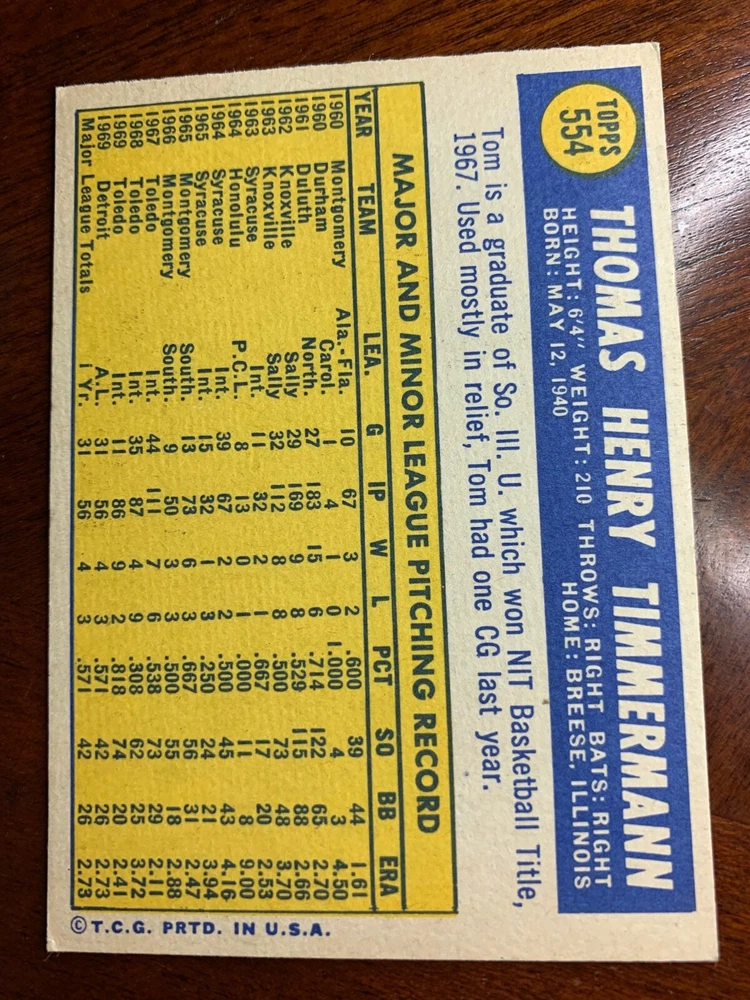 TOPPS
554
THOMAS HENRY TIMMERMANN
HEIGHT: 6'4" WEIGHT: 210 THROWS: RIGHT BATS: RIGHT
BORN: MAY 12, 1940 HOME: BREESE, ILLINOIS
Tom is a graduate of So. Ill. U. which won NIT Basketball Title,
1967. Used mostly in relief, Tom had one CG last year.
MAJOR AND MINOR LEAGUE PITCHING RECORD
YEAR TEAM LEA. G IP W L PCT SO BB ERA
1960 Montgomery Ala.-Fla. 10 67 3 2 .600 39 44 1.61
1960 Durham Carol. 1 4 1 0 1.000 4 3 4.50
1961 Duluth North. 27 183 15 6 .714 122 65 2.70
1962 Knoxville Sally 29 169 9 8 .529 115 88 2.66
1963 Knoxville Sally 32 112 8 8 .500 73 48 3.70
1963 Syracuse Int. 11 32 2 1 .667 17 20 2.53
1964 Honolulu P.C.L. 8 13 0 1 .000 11 8 9.00
1964 Syracuse Int. 39 67 2 2 .500 45 43 4.16
1965 Syracuse Int. 15 32 1 3 .250 24 21 3.94
1965 Montgomery South. 13 73 6 3 .667 56 31 2.47
1966 Montgomery South. 9 50 3 3 .500 55 18 2.88
1967 Toledo Int. 44 111 7 6 .538 73 29 2.11
1968 Toledo Int. 35 87 4 9 .308 62 25 3.72
1969 Toledo Int. 11 86 9 2 .818 74 20 2.41
1969 Detroit A.L. 31 56 4 3 .571 42 26 2.73
Major League Totals 1 Yr. 31 56 4 3 .571 42 26 2.73
© T.C.G. PRTD. IN U.S.A.